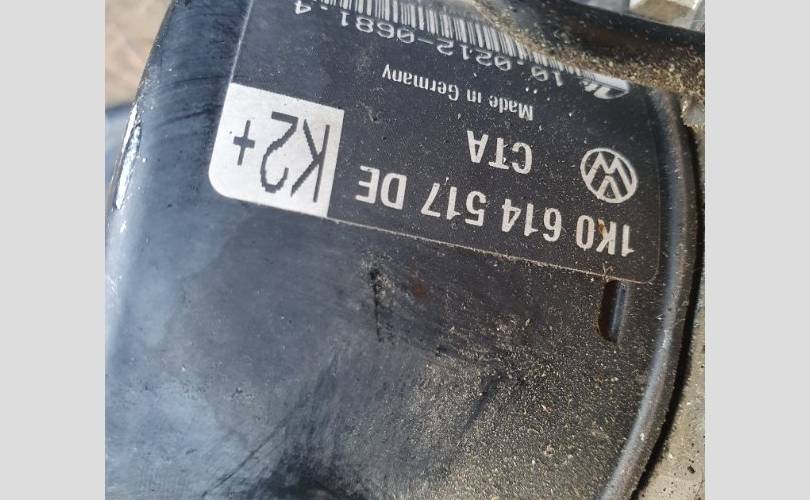 1K0 614 517 DE
CTA
K2+
Made in Germany
10.0212-0681.4